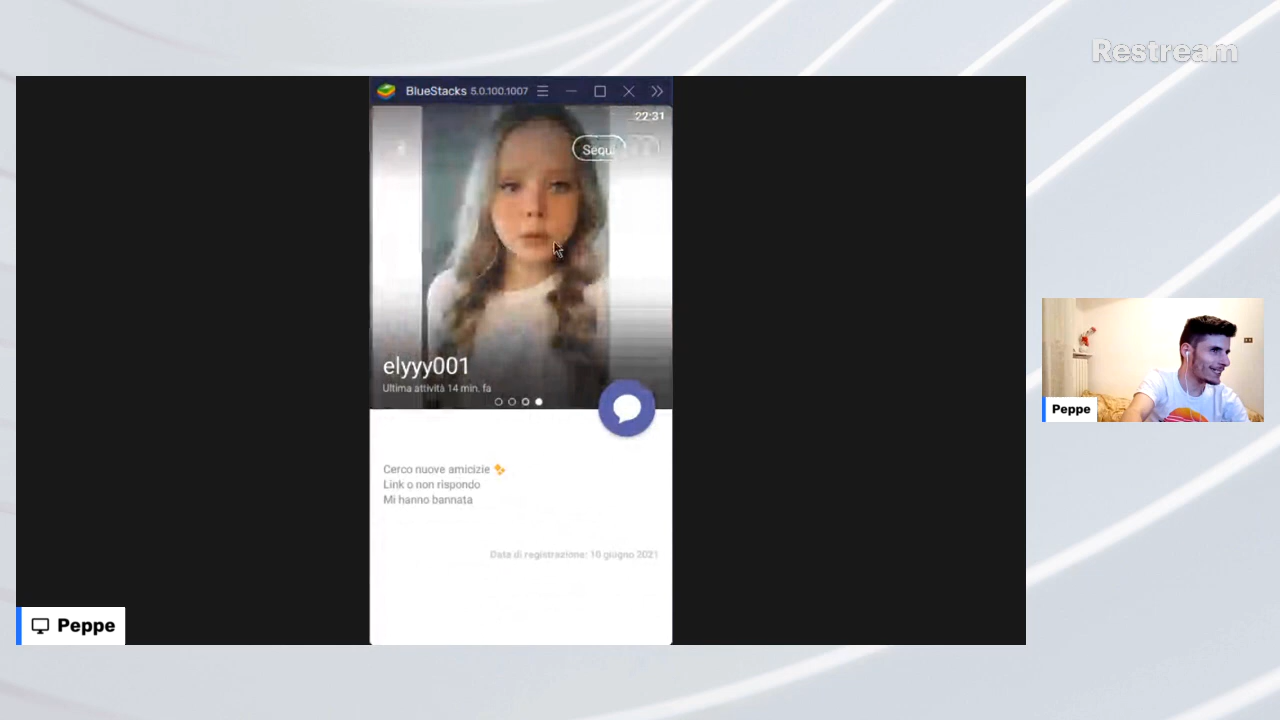 Restream
BlueStacks 5.0.100.1007
22:31
Segui
elyyy001
Ultima attività 14 min. fa
Cerco nuove amicizie ✨
Link o non rispondo
Mi hanno bannata
Data di registrazione: 16 giugno 2021
Peppe
Peppe